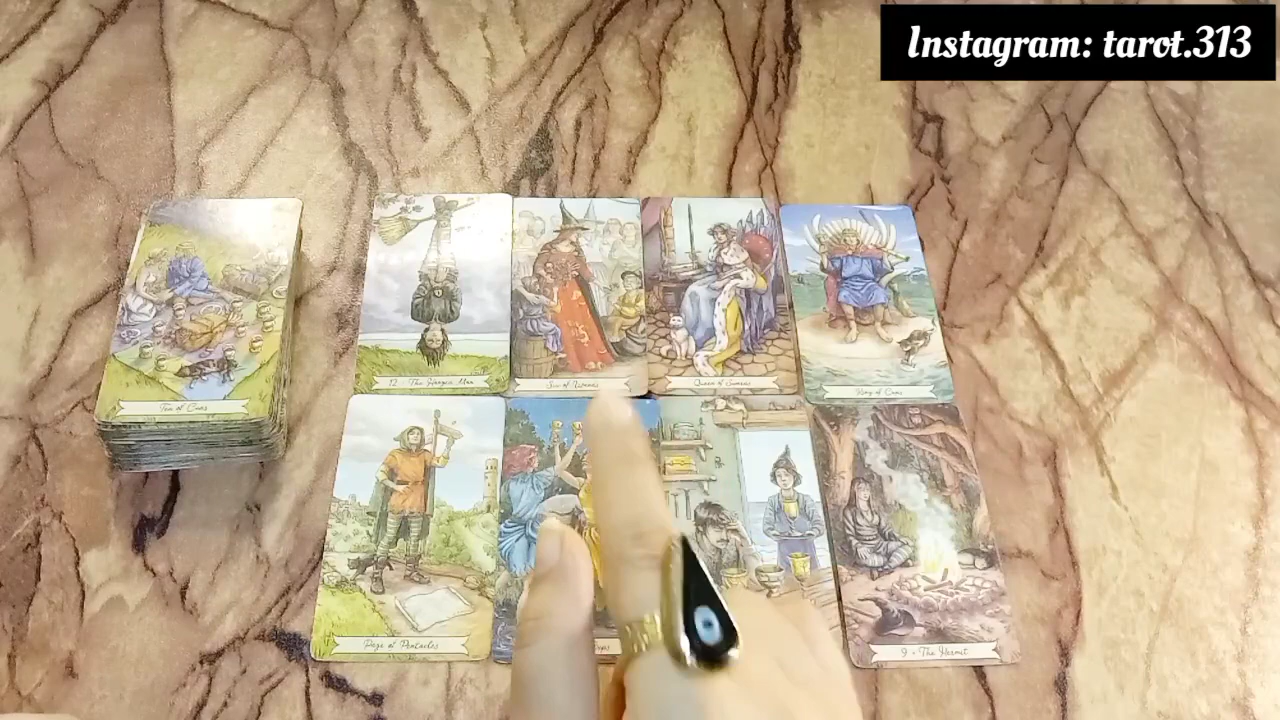 Instagram: tarot.313
12 - The Hanged Man
Six of Wands
Queen of Swords
King of Cups
Ten of Cups
Page of Pentacles
9 - The Hermit